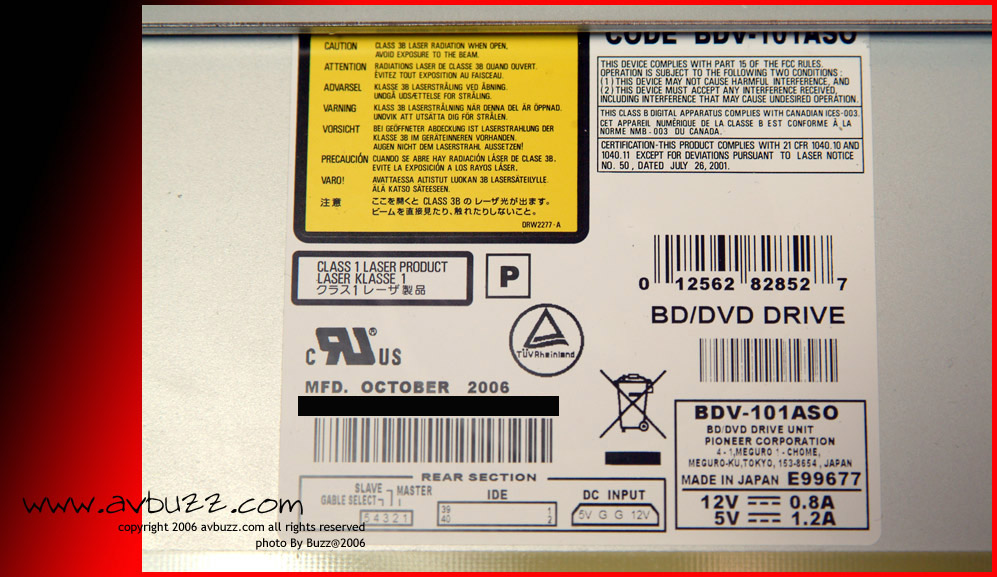 CAUTION CLASS 3B LASER RADIATION WHEN OPEN,
AVOID EXPOSURE TO THE BEAM.
ATTENTION RADIATIONS LASER DE CLASSE 3B QUAND OUVERT.
ÉVITEZ TOUT EXPOSITION AU FAISCEAU.
ADVARSEL KLASSE 3B LASERSTRÅLING VED ÅBNING.
UNDGÅ UDSÆTTELSE FOR STRÅLING.
VARNING KLASS 3B LASERSTRÅLNING NÄR DENNA DEL ÄR ÖPPNAD.
UNDVIK ATT UTSÄTTA DIG FÖR STRÅLEN.
VORSICHT BEI GEÖFFNETER ABDECKUNG IST LASERSTRAHLUNG DER
KLASSE 3B IM GERÄTEINNEREN VORHANDEN.
AUGEN NICHT DEM LASERSTRAHL AUSSETZEN!
PRECAUCIÓN CUANDO SE ABRE HAY RADIACIÓN LÁSER DE CLASE 3B.
EVITE LA EXPOSICIÓN A LOS RAYOS LÁSER.
VARO! AVATTAESSA ALTISTUT LUOKAN 3B LASERSÄTEILYLLE.
ÄLÄ KATSO SÄTEESEEN.
注意 ここを開くと CLASS 3B の レーザ光が出ます。
ビームを直接見たり、触れたりしないこと。
DRW2277-A
CODE BDV-101ASO
THIS DEVICE COMPLIES WITH PART 15 OF THE FCC RULES.
OPERATION IS SUBJECT TO THE FOLLOWING TWO CONDITIONS :
(1) THIS DEVICE MAY NOT CAUSE HARMFUL INTERFERENCE, AND
(2) THIS DEVICE MUST ACCEPT ANY INTERFERENCE RECEIVED,
INCLUDING INTERFERENCE THAT MAY CAUSE UNDESIRED OPERATION.
THIS CLASS B DIGITAL APPARATUS COMPLIES WITH CANADIAN ICES-003.
CET APPAREIL NUMÉRIQUE DE LA CLASSE B EST CONFORME À LA
NORME NMB-003 DU CANADA.
CERTIFICATION-THIS PRODUCT COMPLIES WITH 21 CFR 1040.10 AND
1040.11 EXCEPT FOR DEVIATIONS PURSUANT TO LASER NOTICE
NO. 50, DATED JULY 26,2001.
CLASS 1 LASER PRODUCT
LASER KLASSE 1
クラス1 レーザ製品
P
0 12562 82852 7
BD/DVD DRIVE
TÜVRheinland
C RU ® US
MFD. OCTOBER 2006
BDV-101ASO
BD/DVD DRIVE UNIT
PIONEER CORPORATION
4-1,MEGURO 1-CHOME,
MEGURO-KU,TOKYO, 153-8654 , JAPAN
MADE IN JAPAN E99677
12V 0.8A
5V 1.2A
REAR SECTION
SLAVE MASTER
CABLE SELECT
5 4 3 2 1
IDE
39 1
40 2
DC INPUT
5V G G 12V
www.avbuzz.com
copyright 2006 avbuzz.com all rights reserved
photo By Buzz@2006